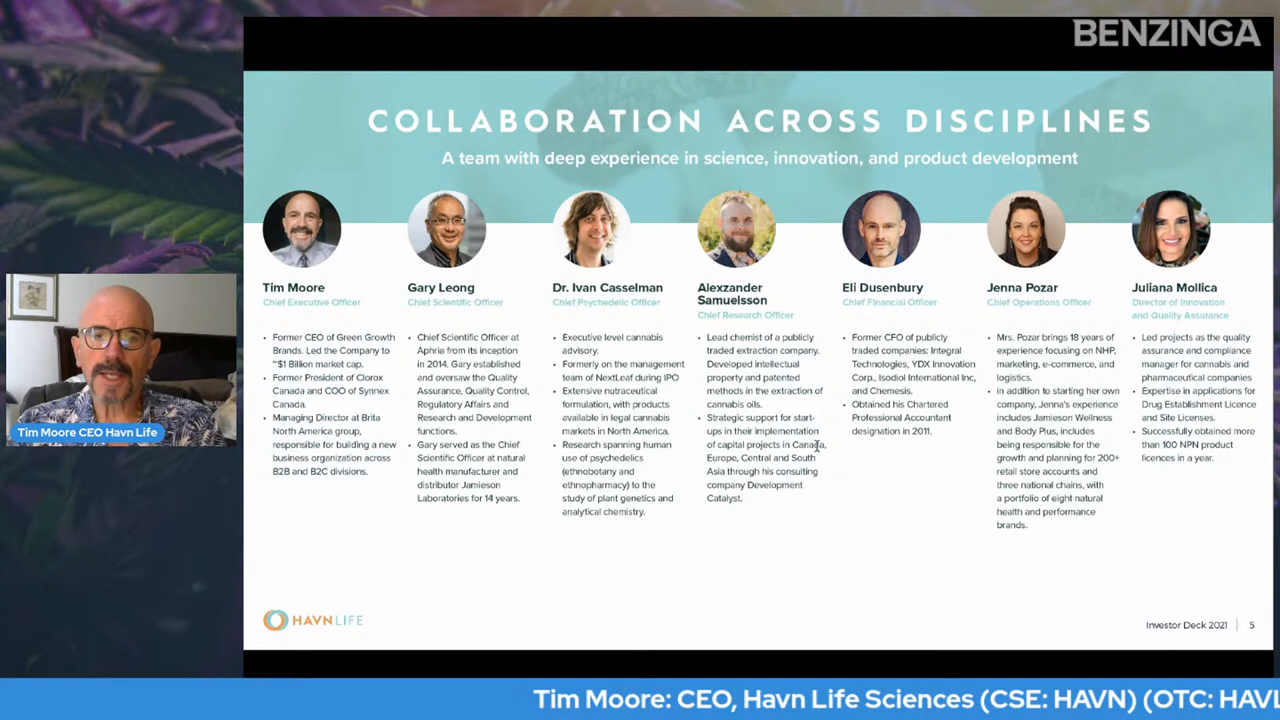 BENZINGA
COLLABORATION ACROSS DISCIPLINES
A team with deep experience in science, innovation, and product development
Tim Moore
Chief Executive Officer
• Former CEO of Green Growth
Brands. Led the Company to
~$1 Billion market cap.
• Former President of Clorox
Canada and COO of Synnex
Canada.
• Managing Director at Brita
North America group,
responsible for building a new
business organization across
B2B and B2C divisions.
Gary Leong
Chief Scientific Officer
• Chief Scientific Officer at
Aphria from its inception
in 2014. Gary established
and oversaw the Quality
Assurance, Quality Control,
Regulatory Affairs and
Research and Development
functions.
• Gary served as the Chief
Scientific Officer at natural
health manufacturer and
distributor Jamieson
Laboratories for 14 years.
Dr. Ivan Casselman
Chief Psychedelic Officer
• Executive level cannabis
advisory.
• Formerly on the management
team of NextLeaf during IPO
• Extensive nutraceutical
formulation, with products
available in legal cannabis
markets in North America.
• Research spanning human
use of psychedelics
(ethnobotany and
ethnopharmacy) to the
study of plant genetics and
analytical chemistry.
Alexzander
Samuelsson
Chief Research Officer
• Lead chemist of a publicly
traded extraction company.
Developed intellectual
property and patented
methods in the extraction of
cannabis oils.
• Strategic support for start-
ups in their implementation
of capital projects in Canada,
Europe, Central and South
Asia through his consulting
company Development
Catalyst.
Eli Dusenbury
Chief Financial Officer
• Former CFO of publicly
traded companies: Integral
Technologies, YDX Innovation
Corp., Isodiol International Inc,
and Chemesis.
• Obtained his Chartered
Professional Accountant
designation in 2011.
Jenna Pozar
Chief Operations Officer
• Mrs. Pozar brings 18 years of
experience focusing on NHP,
marketing, e-commerce, and
logistics.
• in addition to starting her own
company, Jenna's experience
includes Jamieson Wellness
and Body Plus, includes
being responsible for the
growth and planning for 200+
retail store accounts and
three national chains, with
a portfolio of eight natural
health and performance
brands.
Juliana Mollica
Director of Innovation
and Quality Assurance
• Led projects as the quality
assurance and compliance
manager for cannabis and
pharmaceutical companies
• Expertise in applications for
Drug Establishment Licence
and Site Licenses.
• Successfully obtained more
than 100 NPN product
licences in a year.
Tim Moore CEO Havn Life
HAVNLIFE
Investor Deck 2021 | 5
Tim Moore: CEO, Havn Life Sciences (CSE: HAVN) (OTC: HAVL